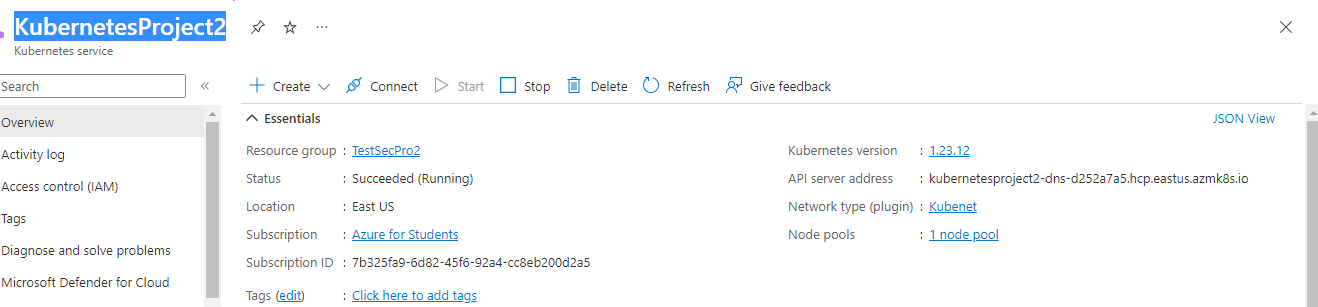 KubernetesProject2
Kubernetes service
Search
Create Connect Start Stop Delete Refresh Give feedback
Overview
Activity log
Access control (IAM)
Tags
Diagnose and solve problems
Microsoft Defender for Cloud
Essentials
JSON View
Resource group : TestSecPro2
Status : Succeeded (Running)
Location : East US
Subscription : Azure for Students
Subscription ID : 7b325fa9-6d82-45f6-92a4-cc8eb200d2a5
Tags (edit) : Click here to add tags
Kubernetes version : 1.23.12
API server address : kubernetesproject2-dns-d252a7a5.hcp.eastus.azmk8s.io
Network type (plugin) : Kubenet
Node pools : 1 node pool